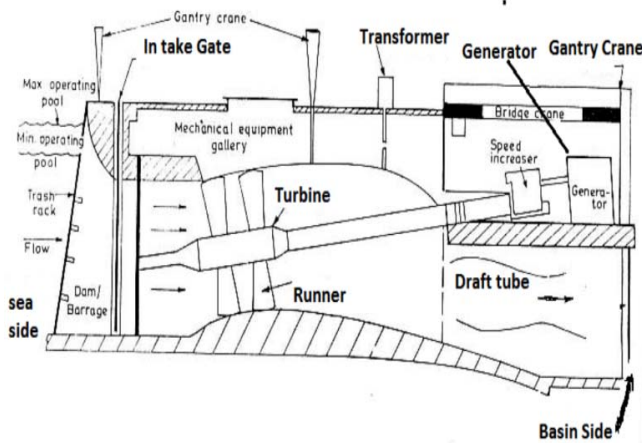 Gantry crane
In take Gate
Transformer
Generator
Gantry Crane
Max operating
pool
Min. operating
pool
Mechanical equipment
gallery
Bridge crane
Speed
increaser
Genera-
tor
Trash
rack
Turbine
Flow
Runner
Draft tube
sea
side
Dam/
Barrage
Basin Side